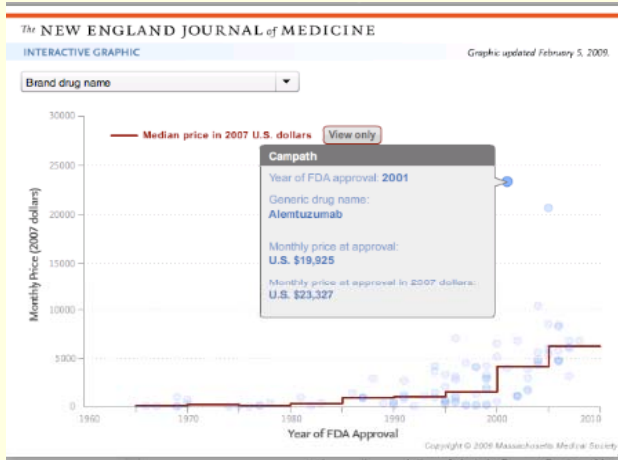 The NEW ENGLAND JOURNAL of MEDICINE
INTERACTIVE GRAPHIC
Graphic updated February 5, 2009.
Brand drug name
Median price in 2007 U.S. dollars
View only
Campath
Year of FDA approval: 2001
Generic drug name:
Alemtuzumab
Monthly price at approval:
U.S. $19,925
Monthly price at approval in 2007 dollars:
U.S. $23,327
Monthly Price (2007 dollars)
30000
25000
20000
15000
10000
5000
0
1960 1970 1980 1990 2000 2010
Year of FDA Approval
Copyright © 2009 Massachusetts Medical Society